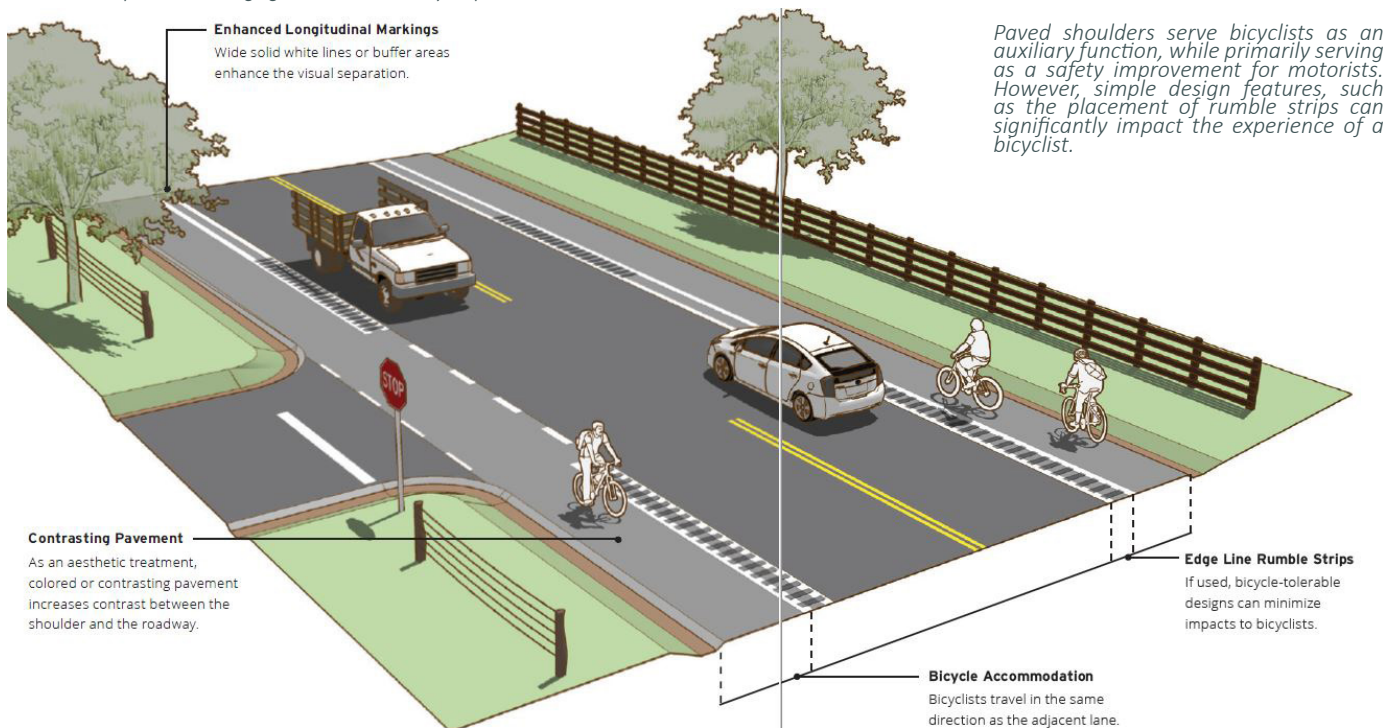 Enhanced Longitudinal Markings
Wide solid white lines or buffer areas
enhance the visual separation.
Paved shoulders serve bicyclists as an
auxiliary function, while primarily serving
as a safety improvement for motorists.
However, simple design features, such
as the placement of rumble strips can
significantly impact the experience of a
bicyclist.
STOP
Contrasting Pavement
As an aesthetic treatment,
colored or contrasting pavement
increases contrast between the
shoulder and the roadway.
Edge Line Rumble Strips
If used, bicycle-tolerable
designs can minimize
impacts to bicyclists.
Bicycle Accommodation
Bicyclists travel in the same
direction as the adjacent lane.